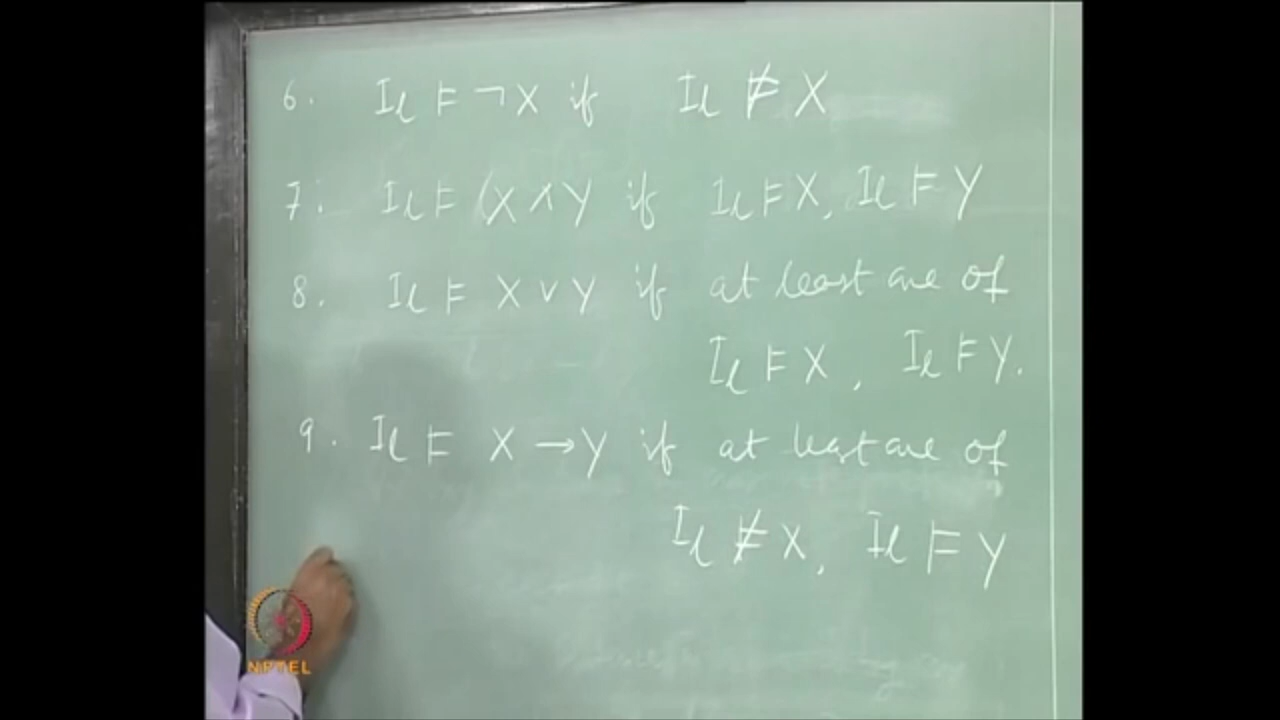 6. Iℓ ⊨ ¬X if Iℓ ⊭ X
7. Iℓ ⊨ (X ∧ Y if Iℓ ⊨ X, Iℓ ⊨ Y
8. Iℓ ⊨ X ∨ Y if at least one of
Iℓ ⊨ X, Iℓ ⊨ Y.
9. Iℓ ⊨ X → Y if at least one of
Iℓ ⊭ X, Iℓ ⊨ Y
NPTEL